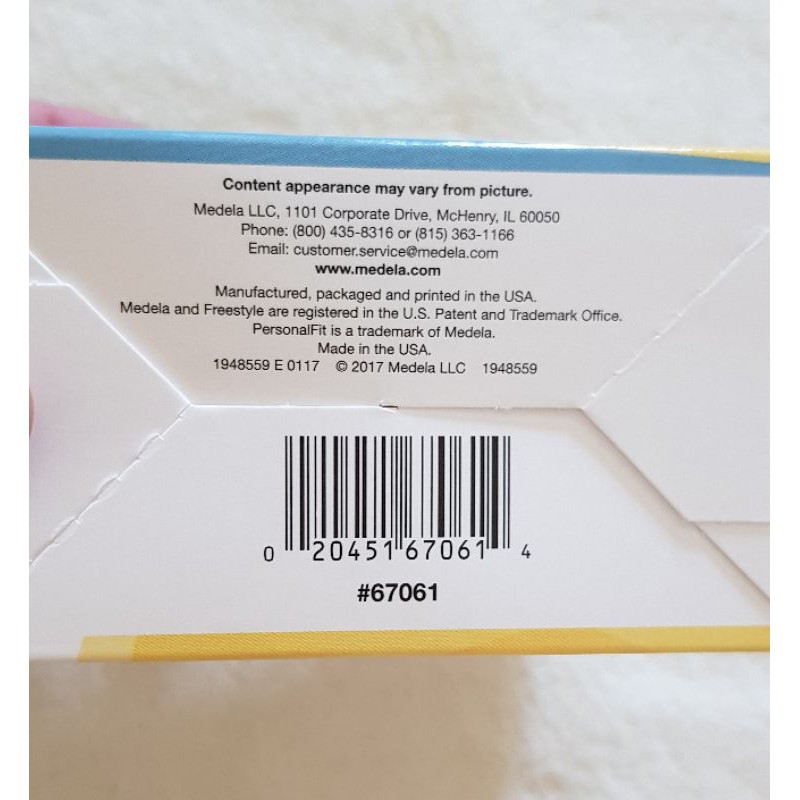 Content appearance may vary from picture.
Medela LLC, 1101 Corporate Drive, McHenry, IL 60050
Phone: (800) 435-8316 or (815) 363-1166
Email: customer.service@medela.com
www.medela.com
Manufactured, packaged and printed in the USA.
Medela and Freestyle are registered in the U.S. Patent and Trademark Office.
PersonalFit is a trademark of Medela.
Made in the USA.
1948559 E 0117 © 2017 Medela LLC 1948559
0 20451 67061 4
#67061